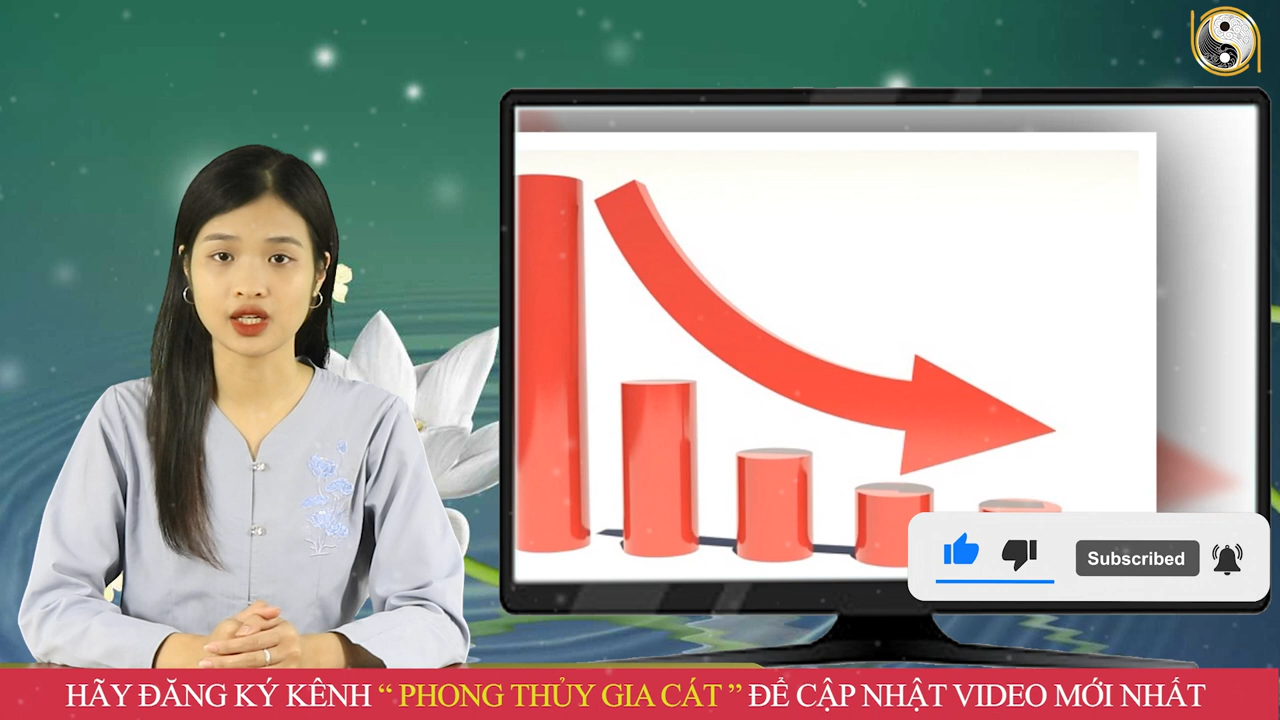 Subscribed
HÃY ĐĂNG KÝ KÊNH “ PHONG THỦY GIA CÁT ” ĐỂ CẬP NHẬT VIDEO MỚI NHẤT